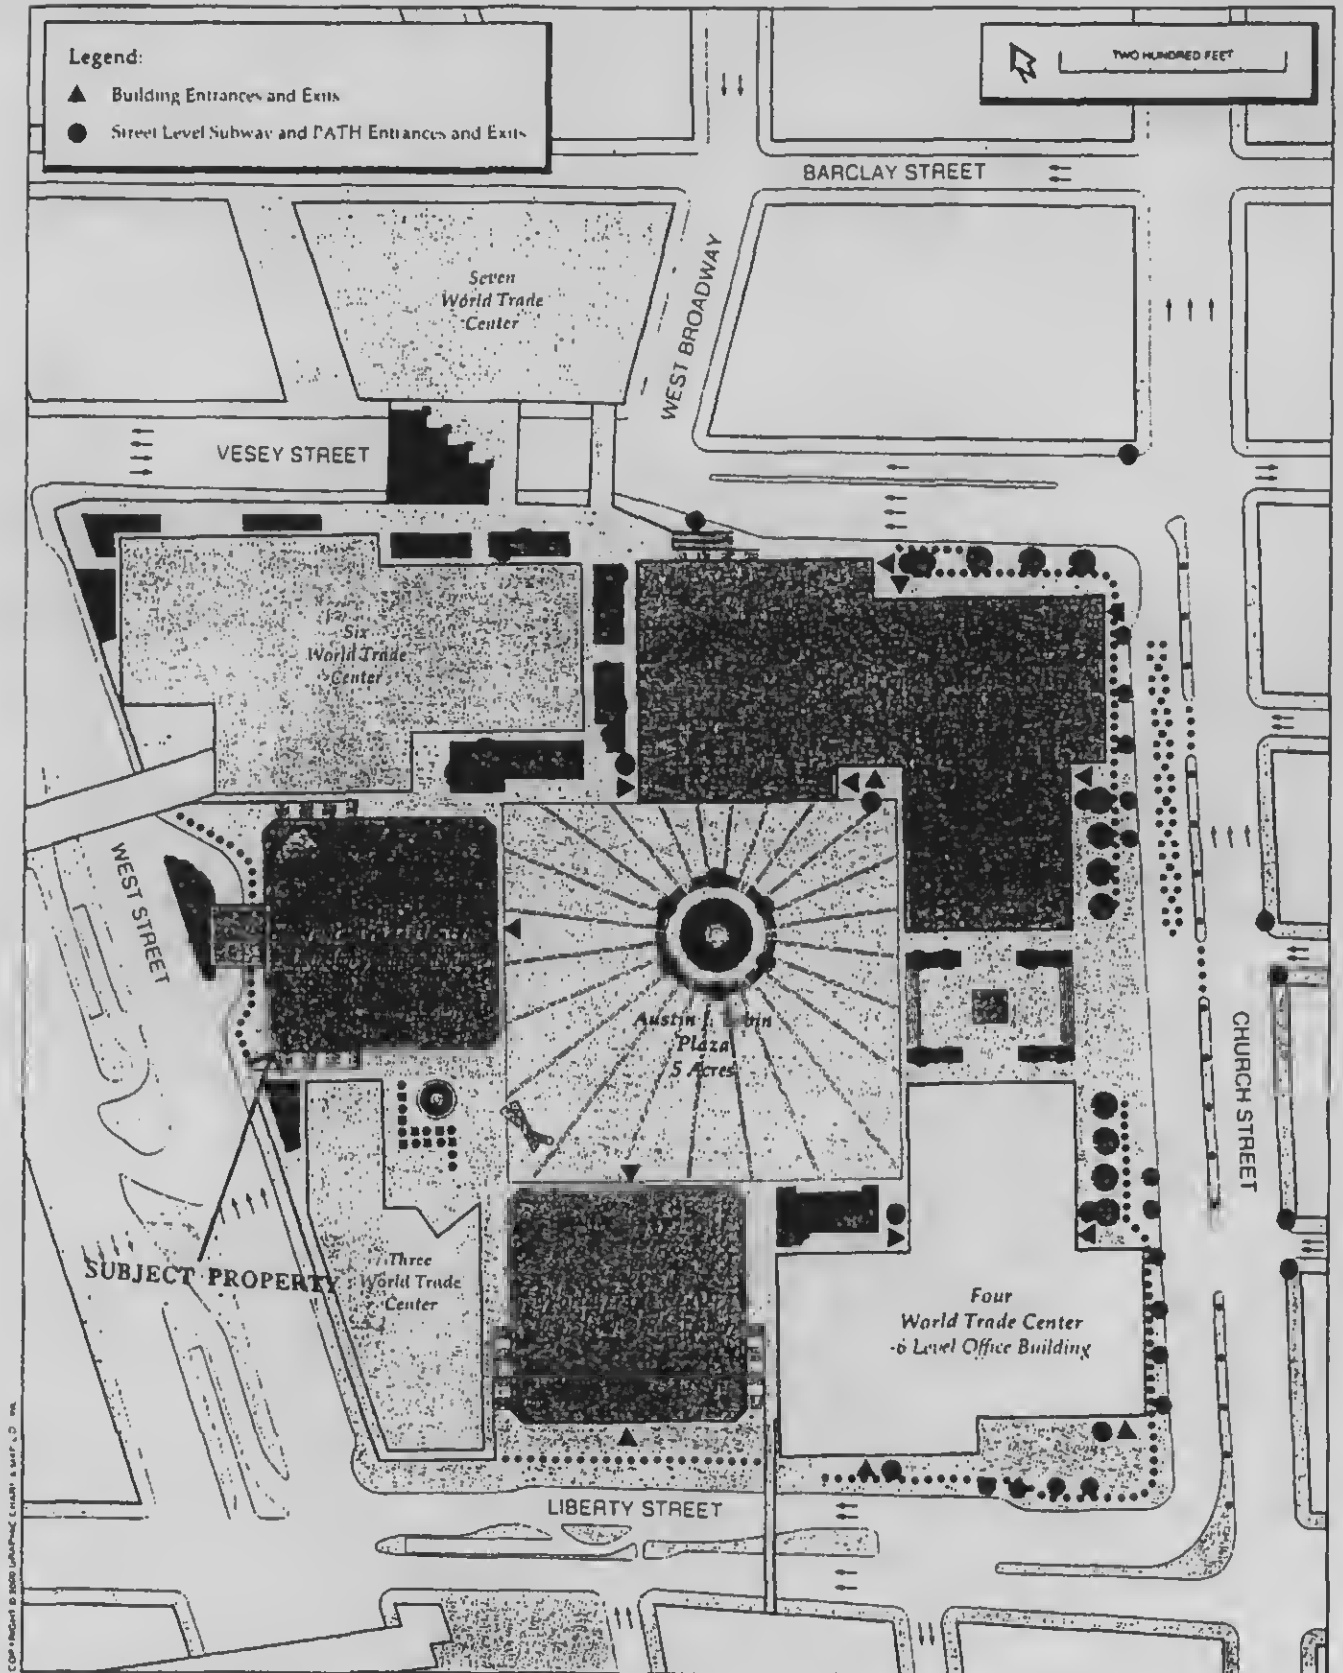 Legend:
Building Entrances and Exits
Street Level Subway and PATH Entrances and Exits
TWO HUNDRED FEET
BARCLAY STREET
Seven
World Trade
Center
WEST BROADWAY
VESEY STREET
Six
World Trade
Center
WEST STREET
Austin J.
Plaza
5 Acres
CHURCH STREET
SUBJECT PROPERTY
Three
World Trade
Center
Four
World Trade Center
-6 Level Office Building
LIBERTY STREET